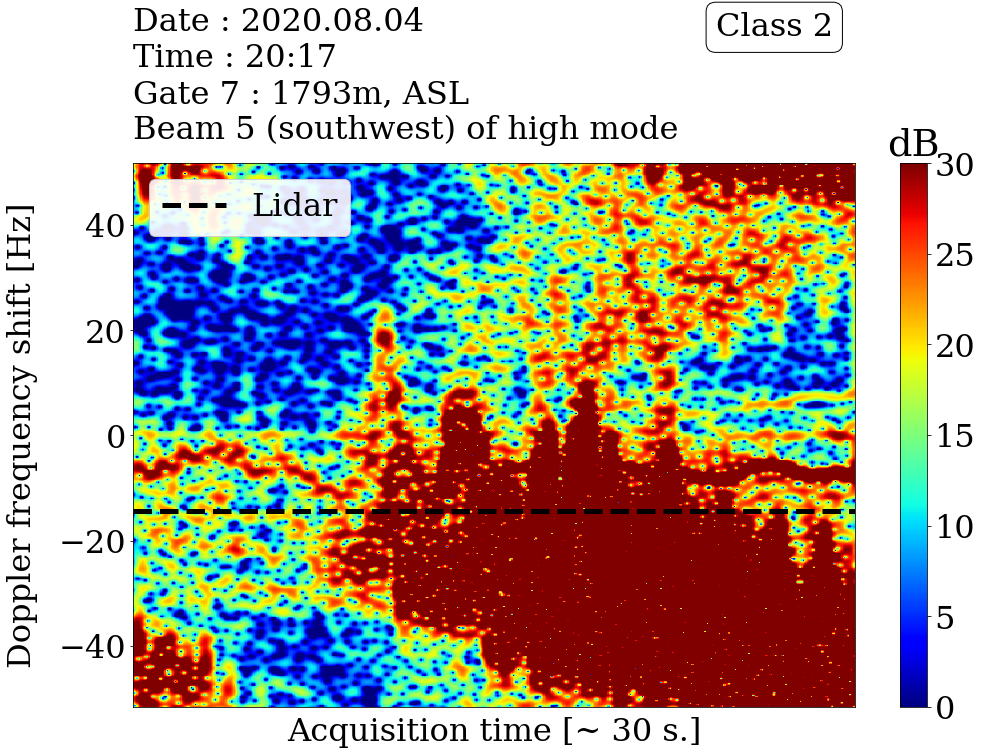 Date : 2020.08.04
Time : 20:17
Gate 7 : 1793m, ASL
Beam 5 (southwest) of high mode
Class 2
dB
Lidar
Doppler frequency shift [Hz]
40
20
0
−20
−40
Acquisition time [~ 30 s.]
30
25
20
15
10
5
0